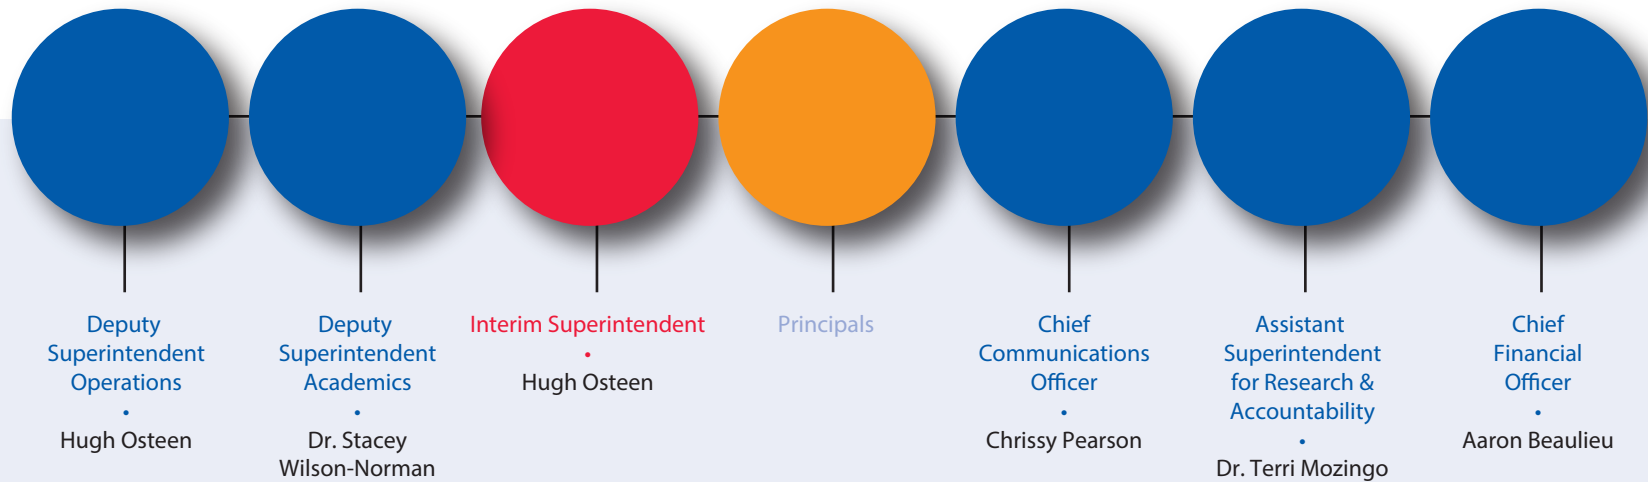 Deputy
Superintendent
Operations
•
Hugh Osteen
Deputy
Superintendent
Academics
•
Dr. Stacey
Wilson-Norman
Interim Superintendent
•
Hugh Osteen
Principals
Chief
Communications
Officer
•
Chrissy Pearson
Assistant
Superintendent
for Research &
Accountability
•
Dr. Terri Mozingo
Chief
Financial
Officer
•
Aaron Beaulieu